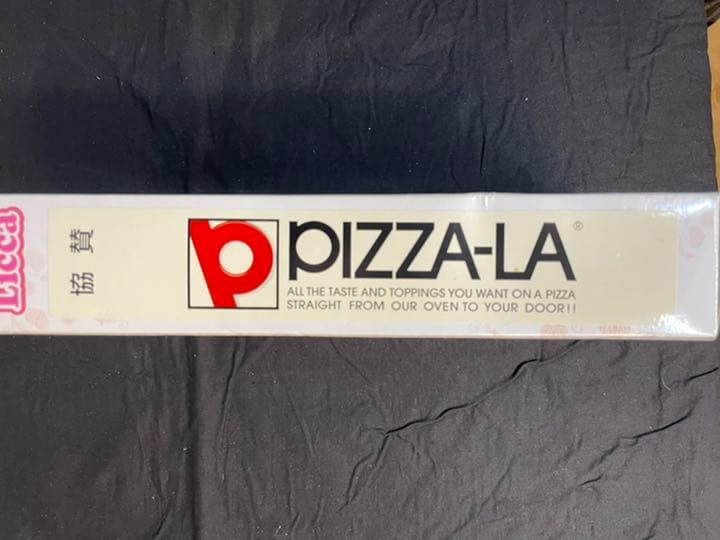 Licca
協賛
PIZZA-LA®
ALL THE TASTE AND TOPPINGS YOU WANT ON A PIZZA
STRAIGHT FROM OUR OVEN TO YOUR DOOR!!